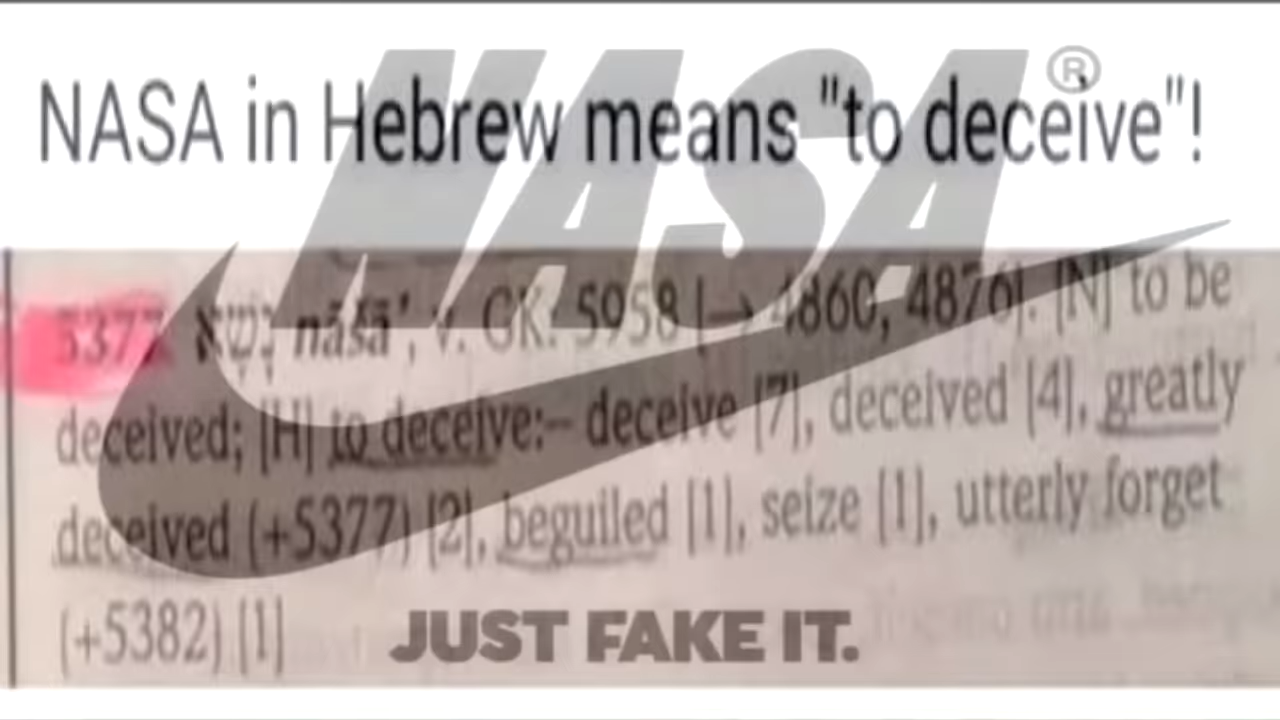 NASA ®
NASA in Hebrew means "to deceive"!
5377 נָשָׁא nāšā', v. GK: 5958 [→ 4860, 4876]. [N] to be
deceived; [H] to deceive:– deceive [7], deceived [4], greatly
deceived (+5377) [2], beguiled [1], seize [1], utterly forget
(+5382) [1]
JUST FAKE IT.